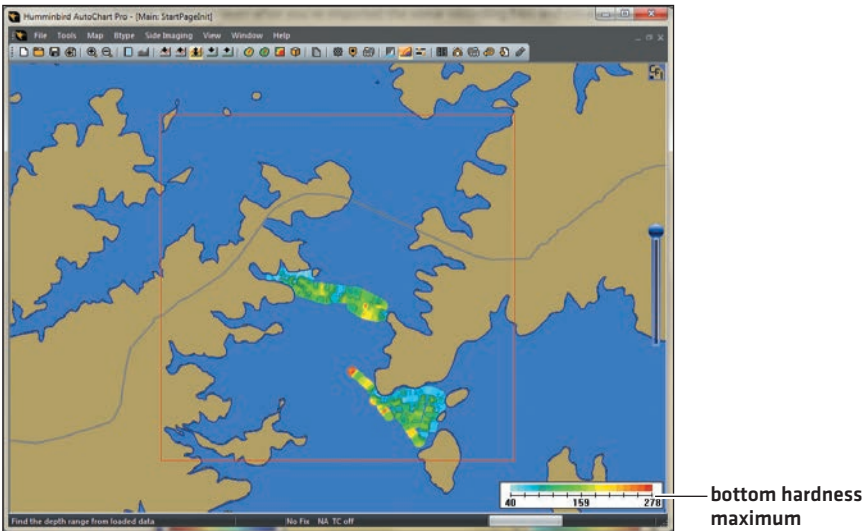 Humminbird AutoChart Pro - [Main: StartPageInit]
File Tools Map Btype Side Imaging View Window Help
CFI
40 159 278
bottom hardness
maximum
Find the depth range from loaded data No Fix NA TC off